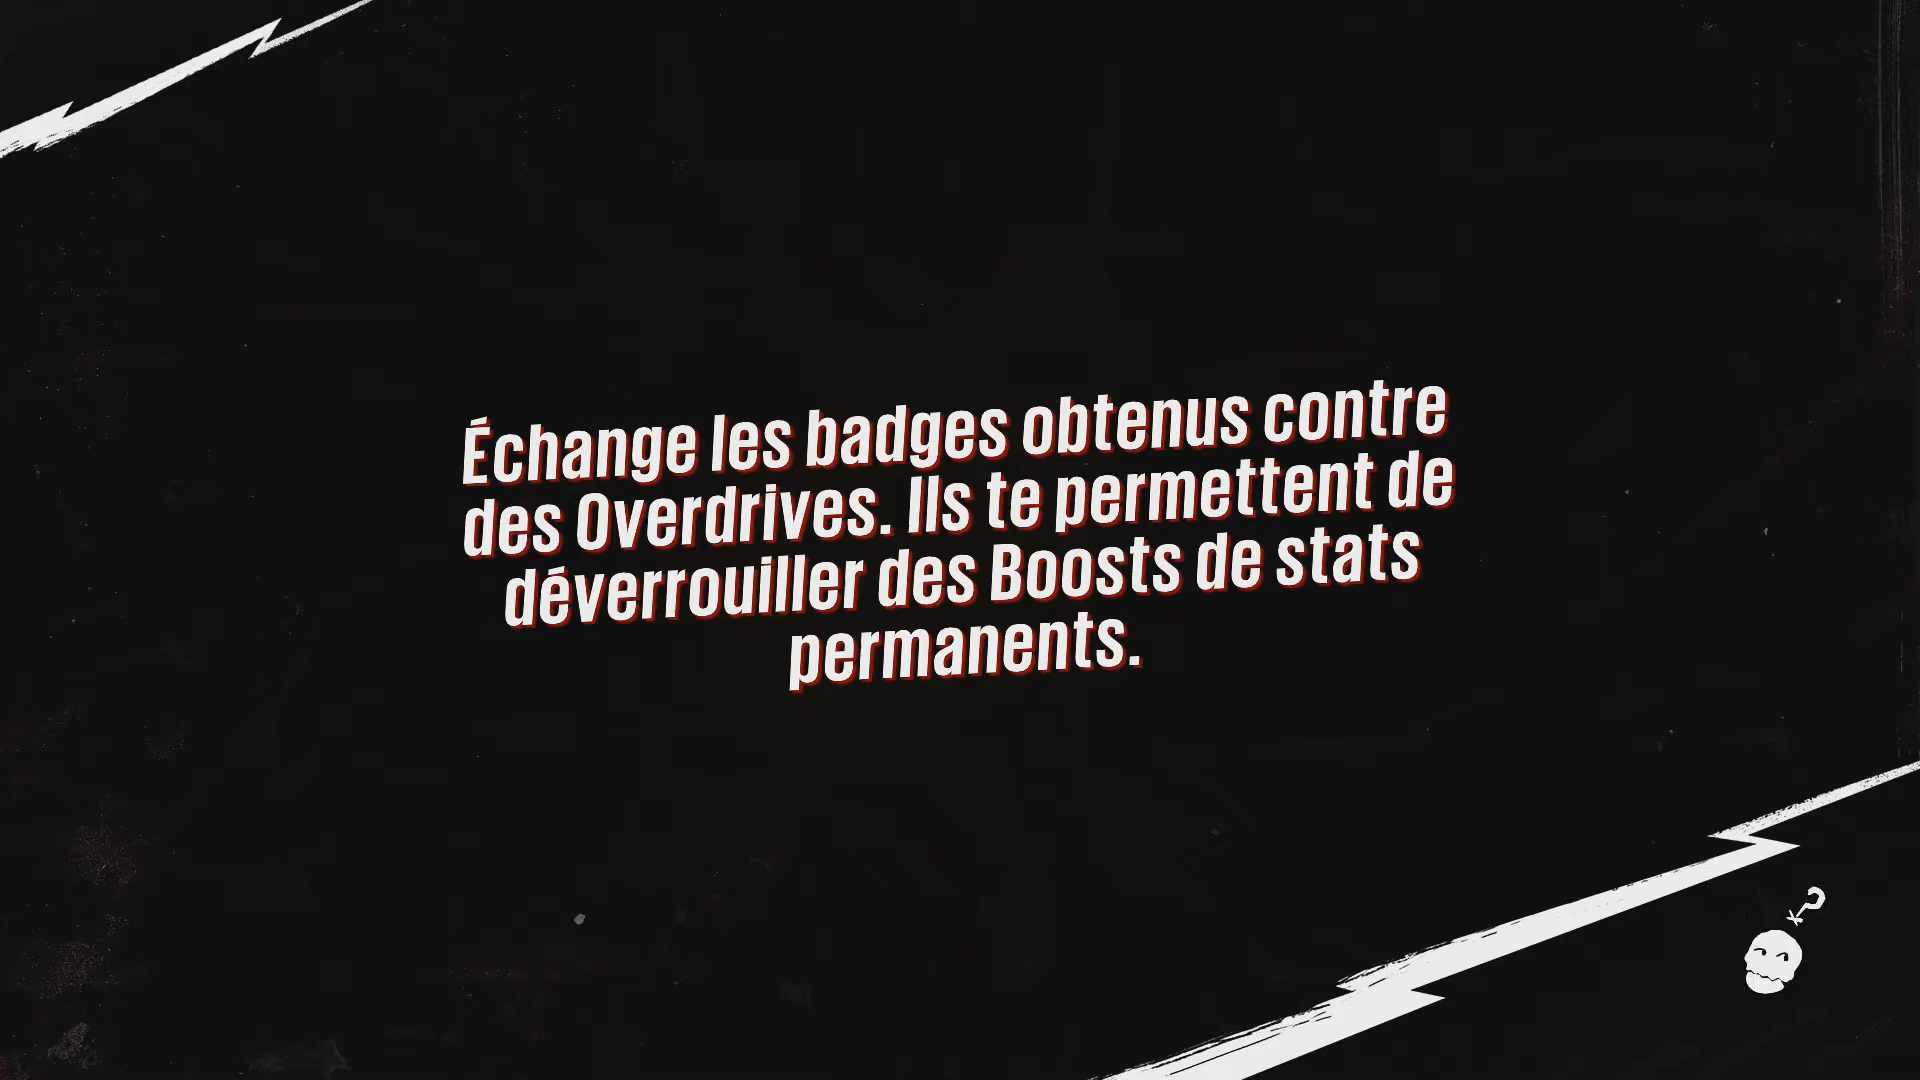 Échange les badges obtenus contre
des Overdrives. Ils te permettent de
déverrouiller des Boosts de stats
permanents.